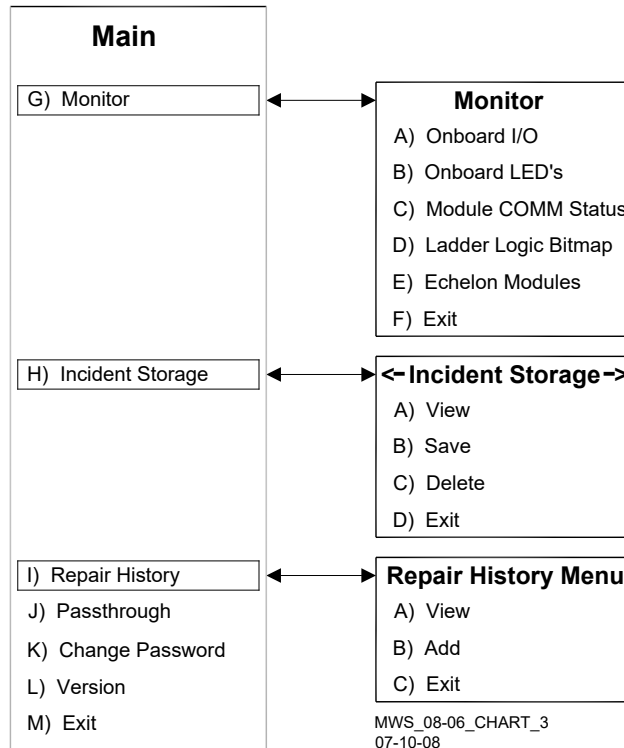 Main
G) Monitor
Monitor
A) Onboard I/O
B) Onboard LED's
C) Module COMM Status
D) Ladder Logic Bitmap
E) Echelon Modules
F) Exit
H) Incident Storage
<-Incident Storage->
A) View
B) Save
C) Delete
D) Exit
I) Repair History
J) Passthrough
K) Change Password
L) Version
M) Exit
Repair History Menu
A) View
B) Add
C) Exit
MWS_08-06_CHART_3
07-10-08